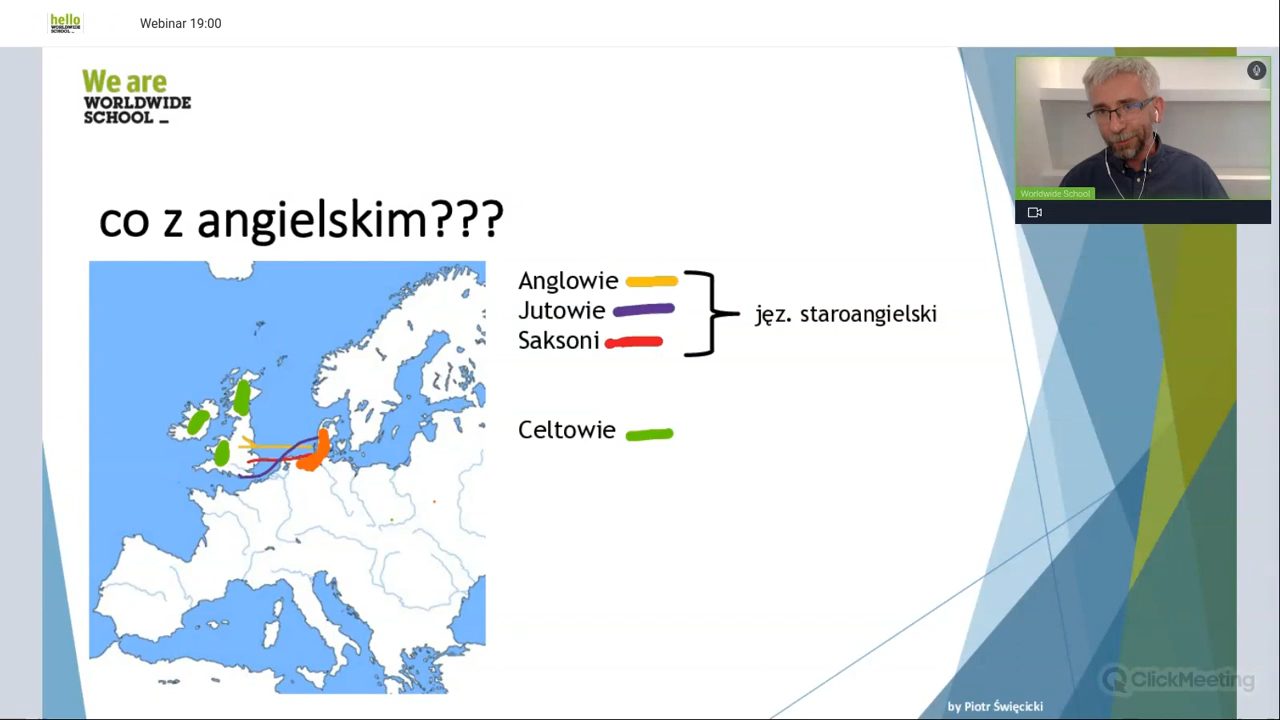 hello
WORLDWIDE
SCHOOL _
Webinar 19:00
We are
WORLDWIDE
SCHOOL _
Worldwide School
co z angielskim???
Anglowie
Jutowie
Saksoni
jęz. staroangielski
Celtowie
ClickMeeting
by Piotr Święcicki